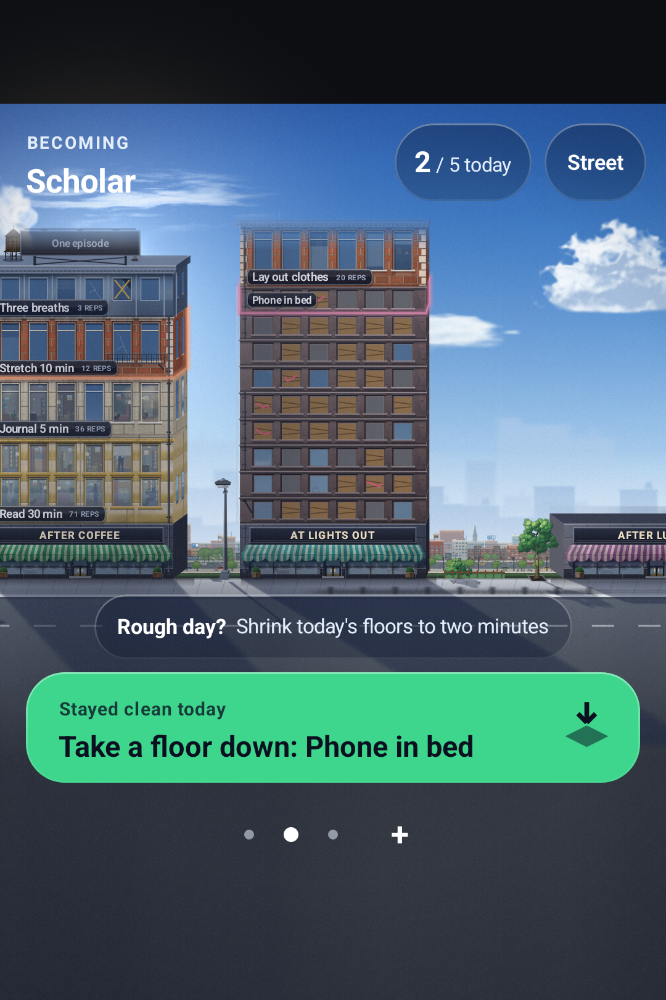 BECOMING
Scholar
2 / 5 today
Street
One episode
Three breaths 3 REPS
Stretch 10 min 12 REPS
Journal 5 min 36 REPS
Read 30 min 71 REPS
AFTER COFFEE
Lay out clothes 20 REPS
Phone in bed
AT LIGHTS OUT
AFTER LU
Rough day? Shrink today's floors to two minutes
Stayed clean today
Take a floor down: Phone in bed
+